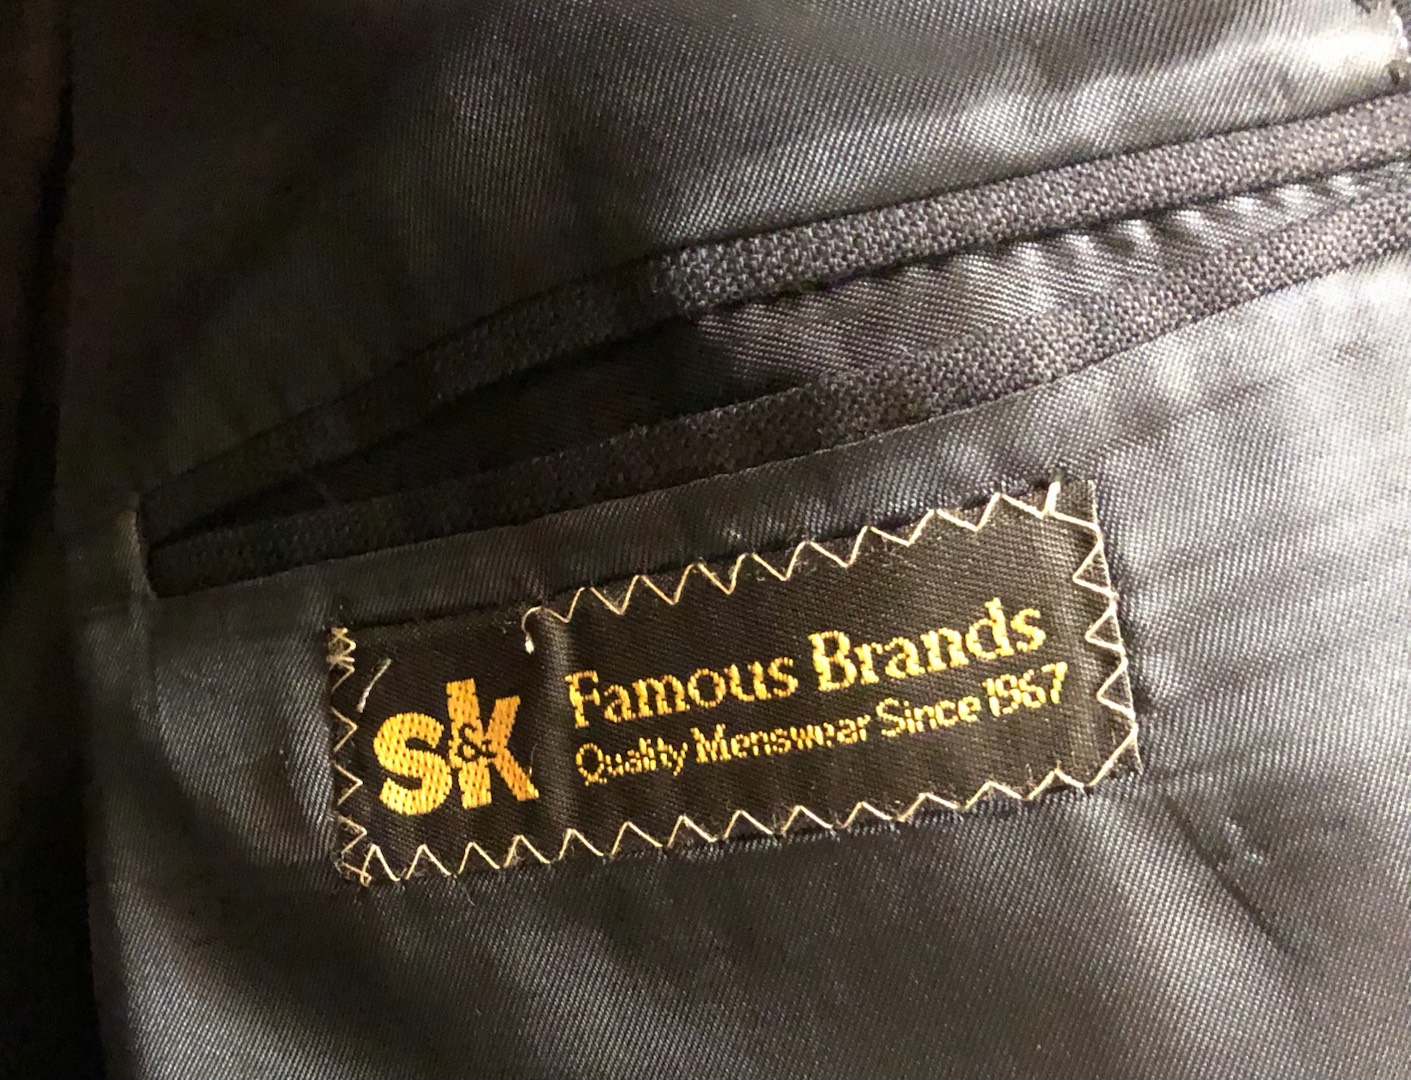 S&K
Famous Brands
Quality Menswear Since 1967